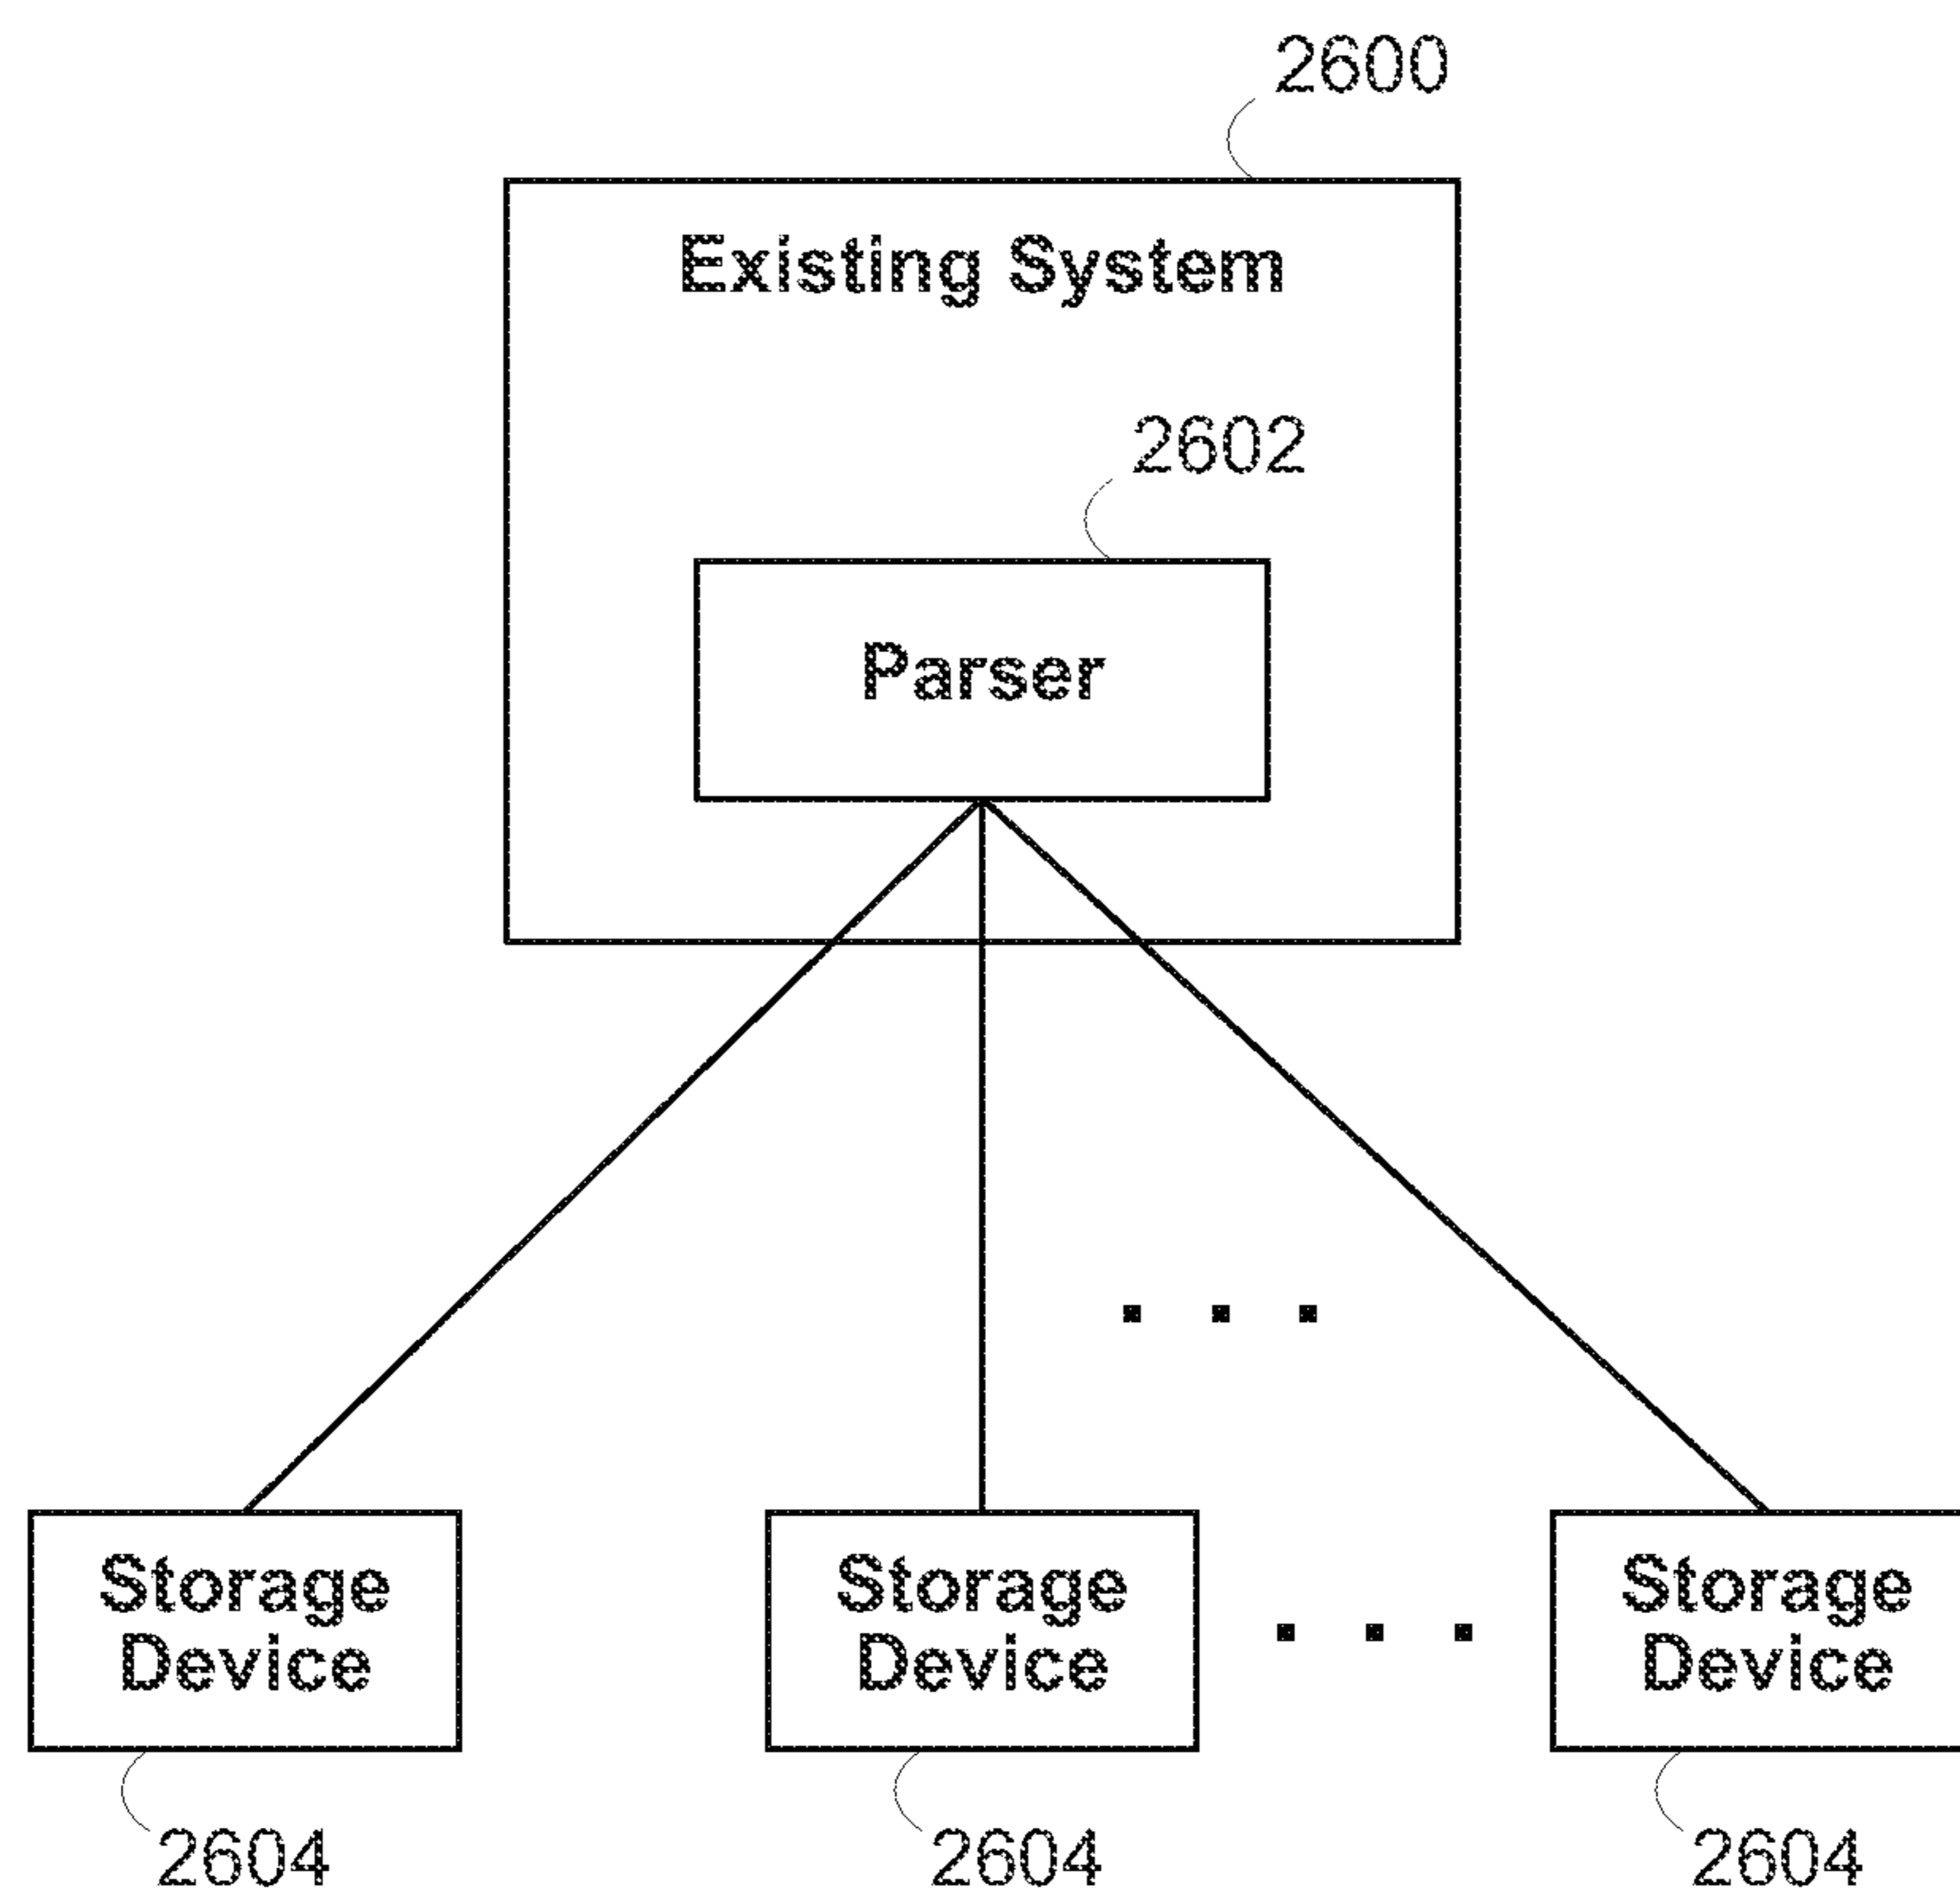 2600
Existing System
2602
Parser
. . .
Storage
Device
Storage
Device
. . .
Storage
Device
2604
2604
2604